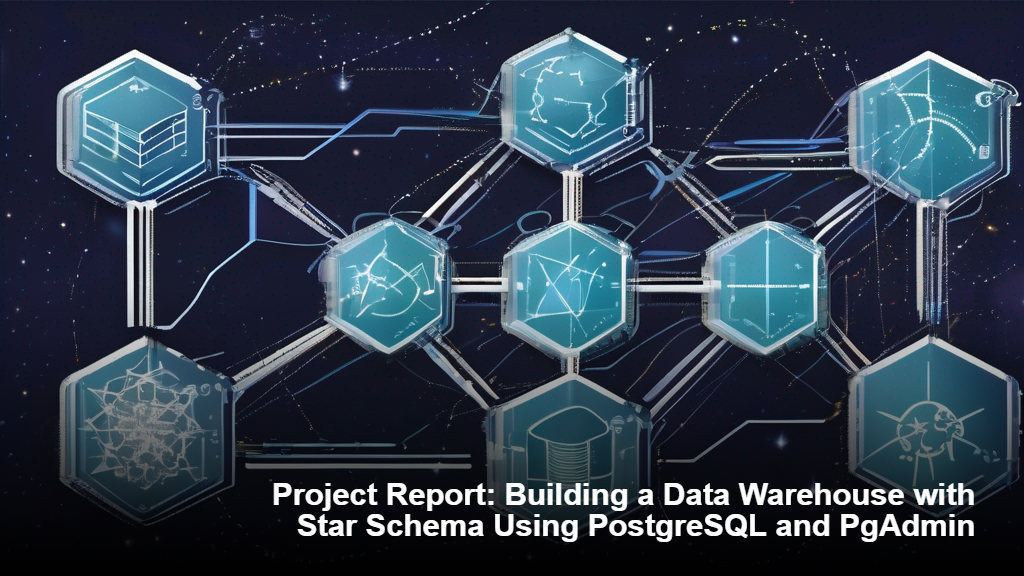 Project Report: Building a Data Warehouse with
Star Schema Using PostgreSQL and PgAdmin